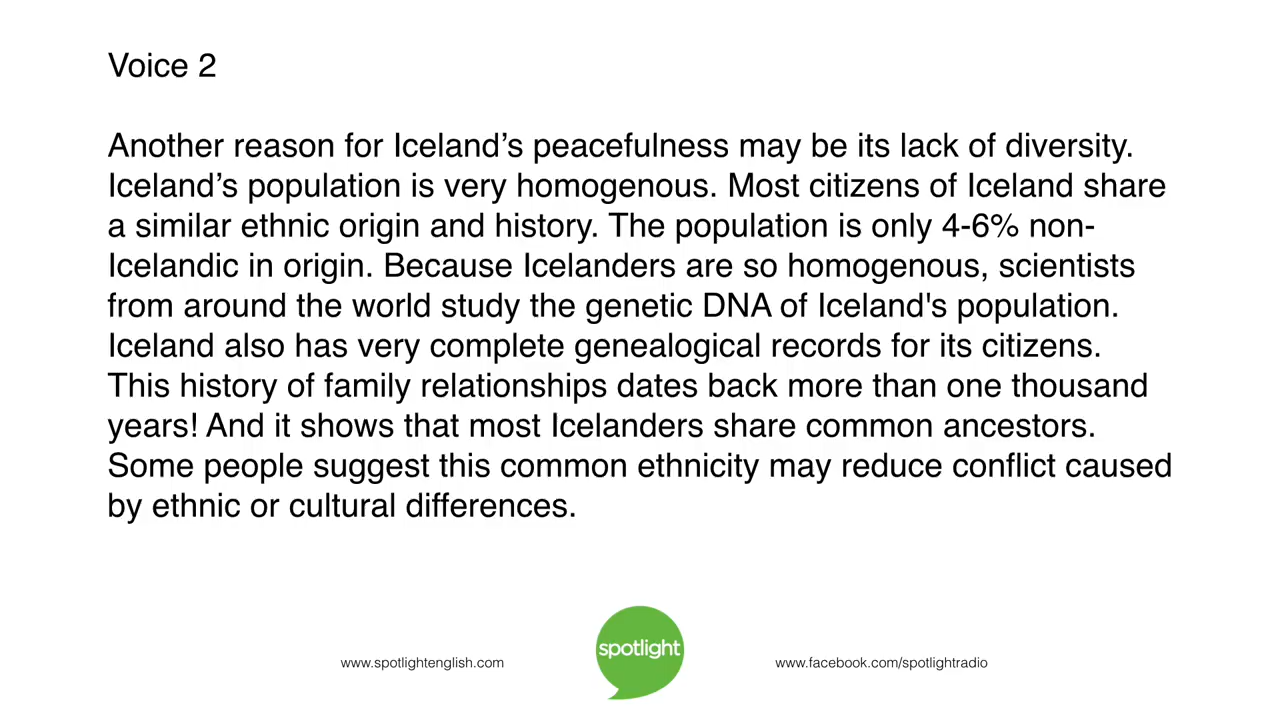 Voice 2
Another reason for Iceland’s peacefulness may be its lack of diversity.
Iceland’s population is very homogenous. Most citizens of Iceland share
a similar ethnic origin and history. The population is only 4-6% non-
Icelandic in origin. Because Icelanders are so homogenous, scientists
from around the world study the genetic DNA of Iceland's population.
Iceland also has very complete genealogical records for its citizens.
This history of family relationships dates back more than one thousand
years! And it shows that most Icelanders share common ancestors.
Some people suggest this common ethnicity may reduce conflict caused
by ethnic or cultural differences.
www.spotlightenglish.com
spotlight
www.facebook.com/spotlightradio